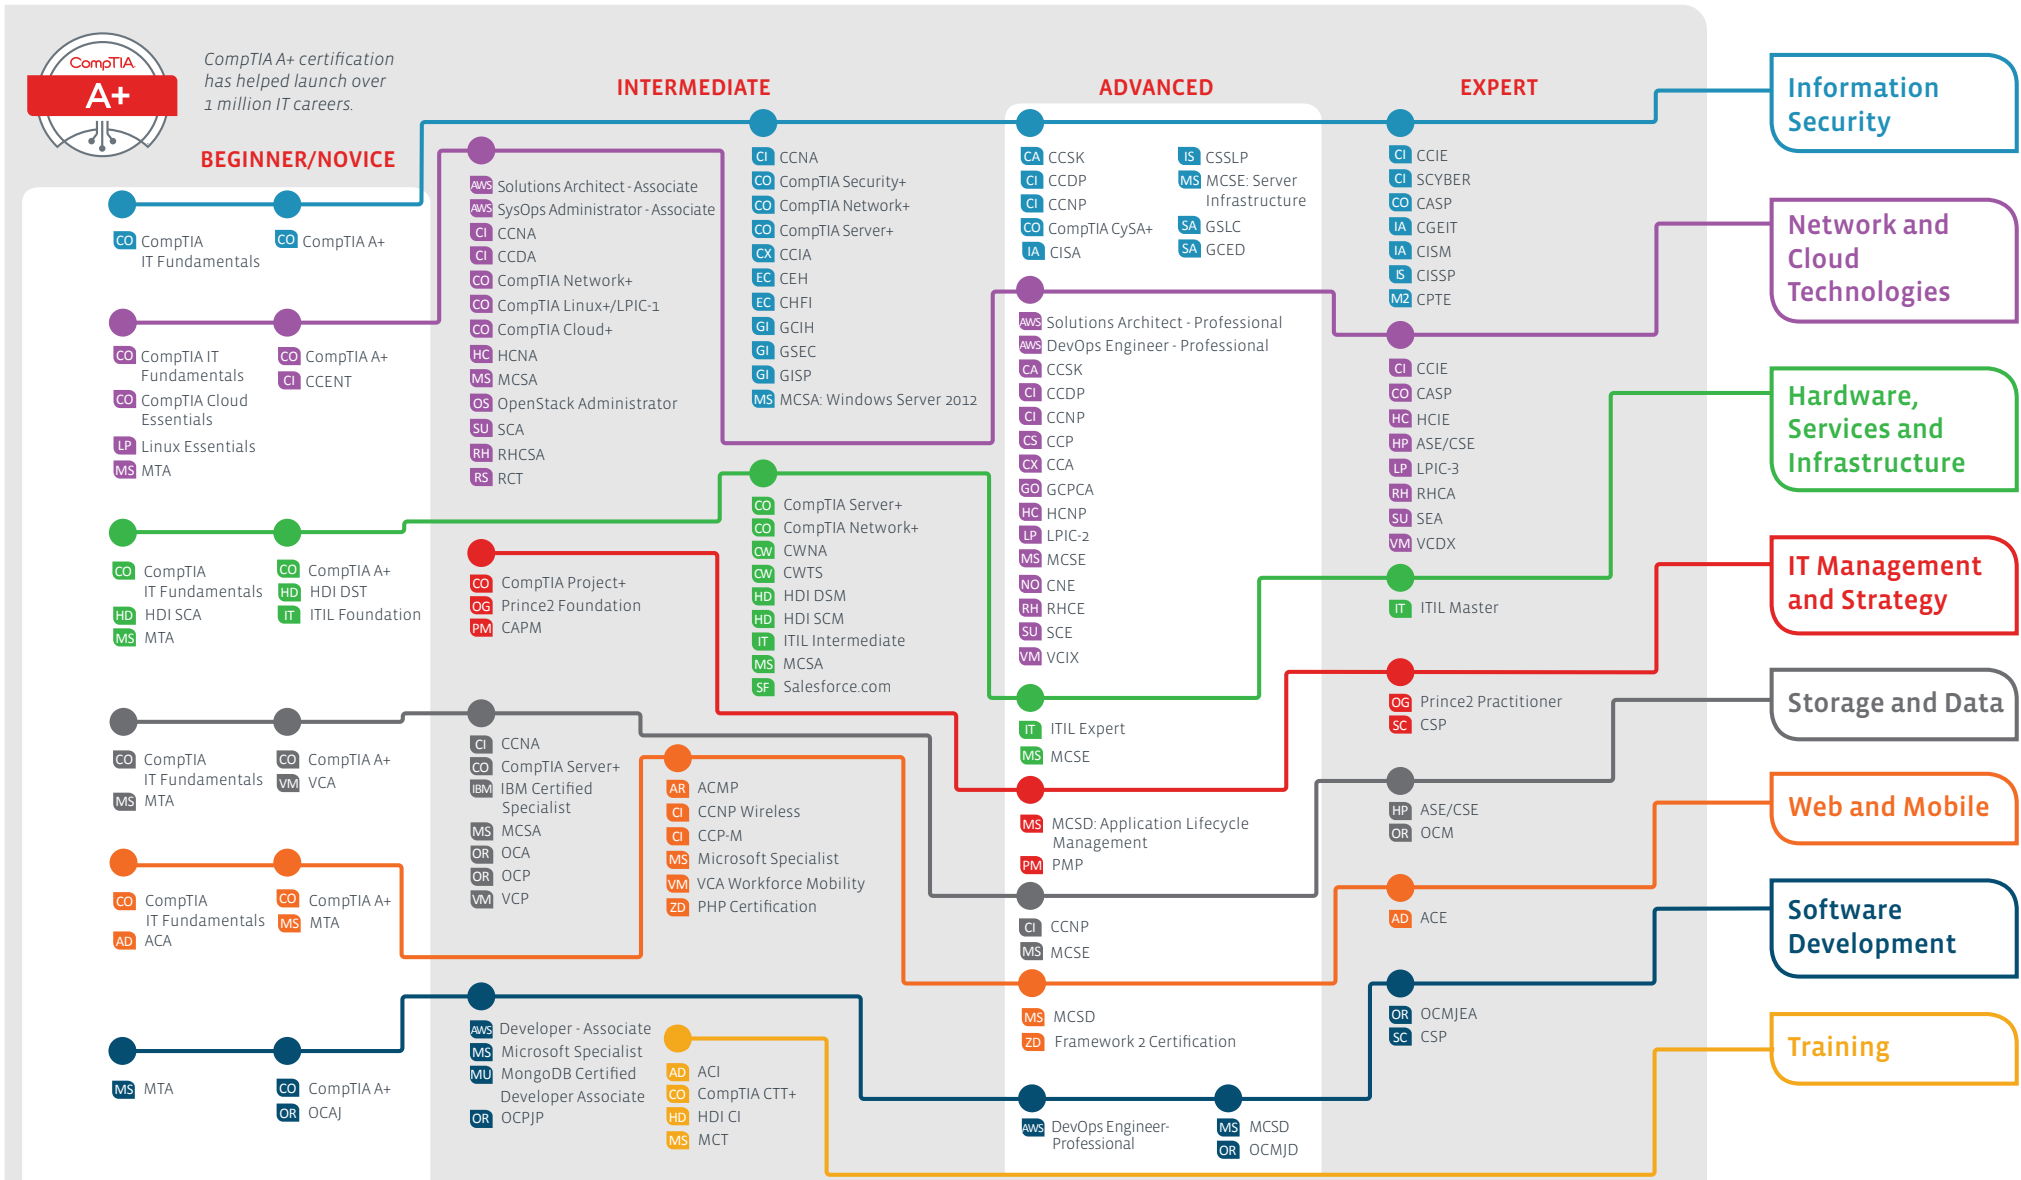 CompTIA
A+
CompTIA A+ certification
has helped launch over
1 million IT careers.
BEGINNER/NOVICE
INTERMEDIATE
ADVANCED
EXPERT
CO CompTIA
IT Fundamentals
CO CompTIA A+
CI CCNA
CO CompTIA Security+
CO CompTIA Network+
CO CompTIA Server+
CX CCIA
EC CEH
EC CHFI
GI GCIH
GI GSEC
GI GISP
MS MCSA: Windows Server 2012
CA CCSK
CI CCDP
CI CCNP
CO CompTIA CySA+
IA CISA
IS CSSLP
MS MCSE: Server
Infrastructure
SA GSLC
SA GCED
CI CCIE
CI SCYBER
CO CASP
IA CGEIT
IA CISM
IS CISSP
M2 CPTE
Information
Security
CO CompTIA IT
Fundamentals
CO CompTIA Cloud
Essentials
LP Linux Essentials
MS MTA
CO CompTIA A+
CI CCENT
AWS Solutions Architect - Associate
AWS SysOps Administrator - Associate
CI CCNA
CI CCDA
CO CompTIA Network+
CO CompTIA Linux+/LPIC-1
CO CompTIA Cloud+
HC HCNA
MS MCSA
OS OpenStack Administrator
SU SCA
RH RHCSA
RS RCT
AWS Solutions Architect - Professional
AWS DevOps Engineer - Professional
CA CCSK
CI CCDP
CI CCNP
CS CCP
CX CCA
GO GCPCA
HC HCNP
LP LPIC-2
MS MCSE
NO CNE
RH RHCE
SU SCE
VM VCIX
CI CCIE
CO CASP
HC HCIE
HP ASE/CSE
LP LPIC-3
RH RHCA
SU SEA
VM VCDX
Network and
Cloud
Technologies
CO CompTIA
IT Fundamentals
HD HDI SCA
MS MTA
CO CompTIA A+
HD HDI DST
IT ITIL Foundation
CO CompTIA Server+
CO CompTIA Network+
CW CWNA
CW CWTS
HD HDI DSM
HD HDI SCM
IT ITIL Intermediate
MS MCSA
SF Salesforce.com
IT ITIL Expert
MS MCSE
IT ITIL Master
Hardware,
Services and
Infrastructure
CO CompTIA Project+
OG Prince2 Foundation
PM CAPM
MS MCSD: Application Lifecycle
Management
PM PMP
OG Prince2 Practitioner
SC CSP
IT Management
and Strategy
CO CompTIA
IT Fundamentals
MS MTA
CO CompTIA A+
VM VCA
CI CCNA
CO CompTIA Server+
IBM IBM Certified
Specialist
MS MCSA
OR OCA
OR OCP
VM VCP
CI CCNP
MS MCSE
HP ASE/CSE
OR OCM
Storage and Data
CO CompTIA
IT Fundamentals
AD ACA
CO CompTIA A+
MS MTA
AR ACMP
CI CCNP Wireless
CI CCP-M
MS Microsoft Specialist
VM VCA Workforce Mobility
ZD PHP Certification
MS MCSD
ZD Framework 2 Certification
AD ACE
Web and Mobile
MS MTA
CO CompTIA A+
OR OCAJ
AWS Developer - Associate
MS Microsoft Specialist
MU MongoDB Certified
Developer Associate
OR OCPJP
AWS DevOps Engineer-
Professional
MS MCSD
OR OCMJD
OR OCMJEA
SC CSP
Software
Development
AD ACI
CO CompTIA CTT+
HD HDI CI
MS MCT
Training